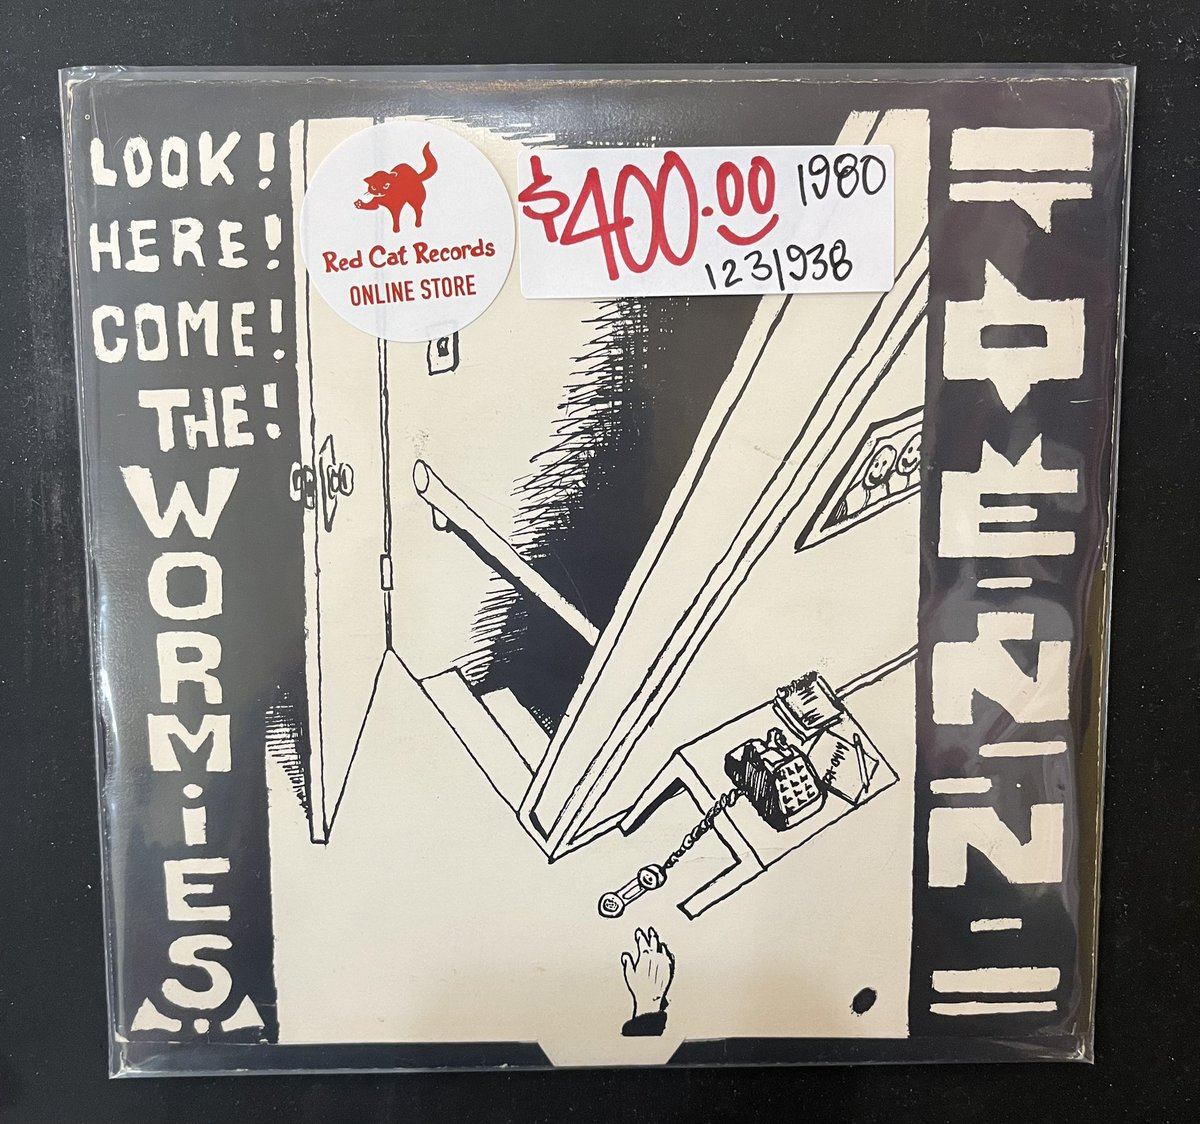 LOOK!
HERE!
COME!
THE!
WORMiES
Red Cat Records
ONLINE STORE
$400.00 1980
123/938